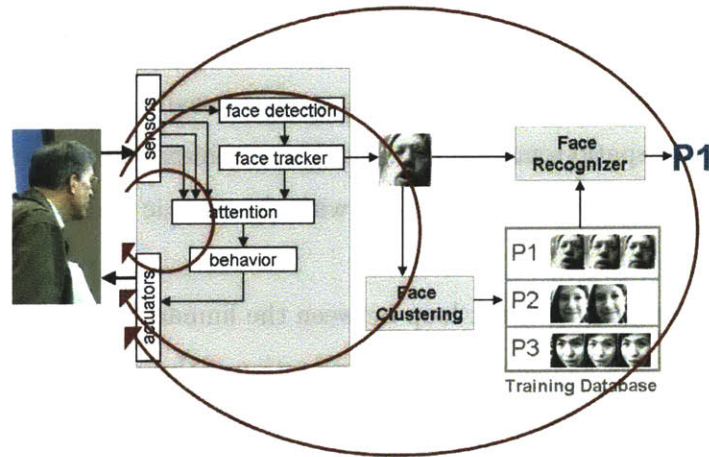 sensors
face detection
face tracker
attention
behavior
actuators
Face
Clustering
Face
Recognizer
P1
P1
P2
P3
Training Database